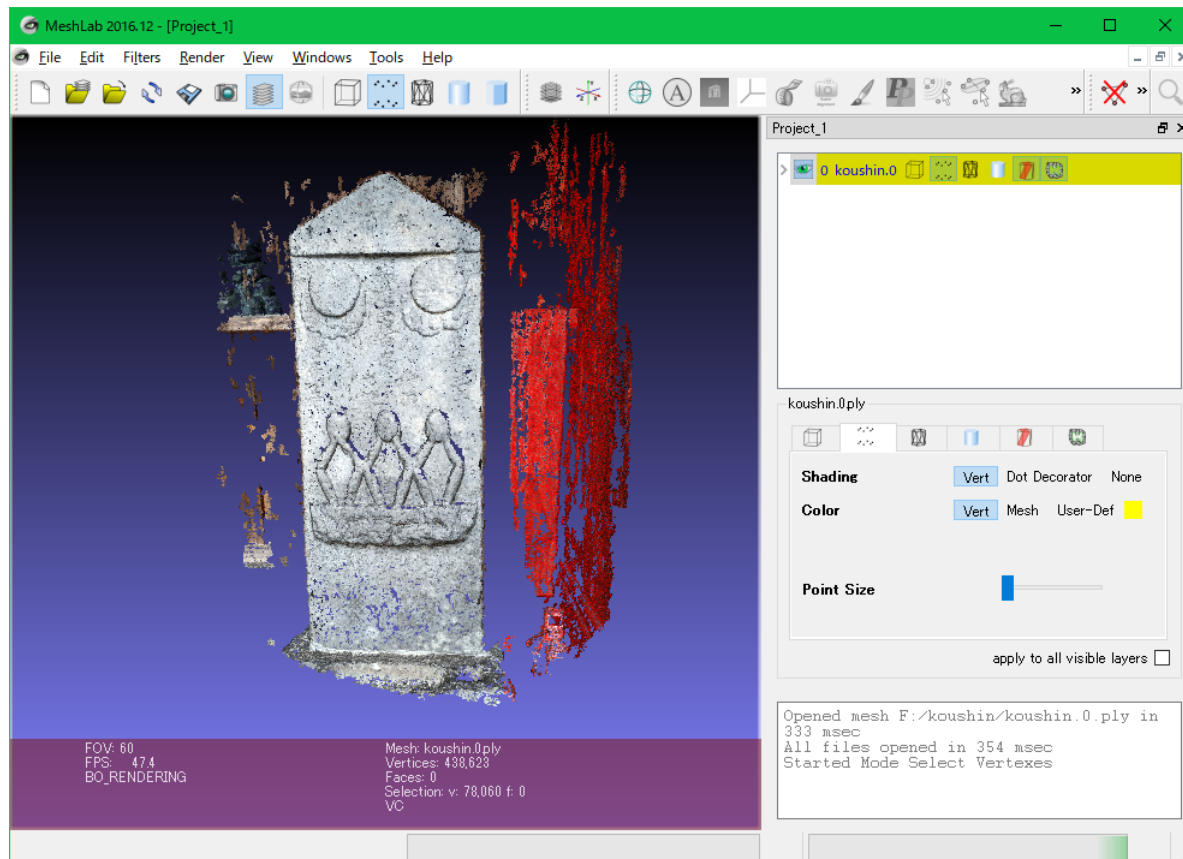 MeshLab 2016.12 - [Project_1]
File Edit Filters Render View Windows Tools Help
A
»
»
Project_1
0 koushin.0
koushin.0.ply
Shading Vert Dot Decorator None
Color Vert Mesh User-Def
Point Size
apply to all visible layers
Opened mesh F:/koushin/koushin.0.ply in
333 msec
All files opened in 354 msec
Started Mode Select Vertexes
FOV: 60
FPS: 47.4
BO_RENDERING
Mesh: koushin.0.ply
Vertices: 438,623
Faces: 0
Selection: v: 78,060 f: 0
VC